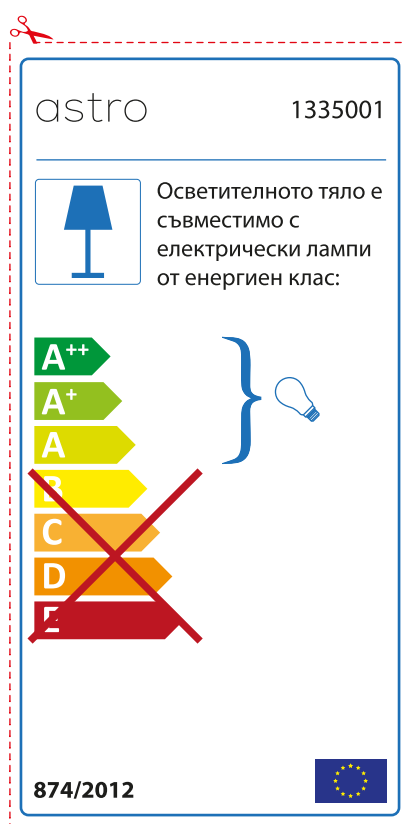 astro
1335001
Осветителното тяло е
съвместимо с
електрически лампи
от енергиен клас:
A++
A+
A
B
C
D
E
874/2012